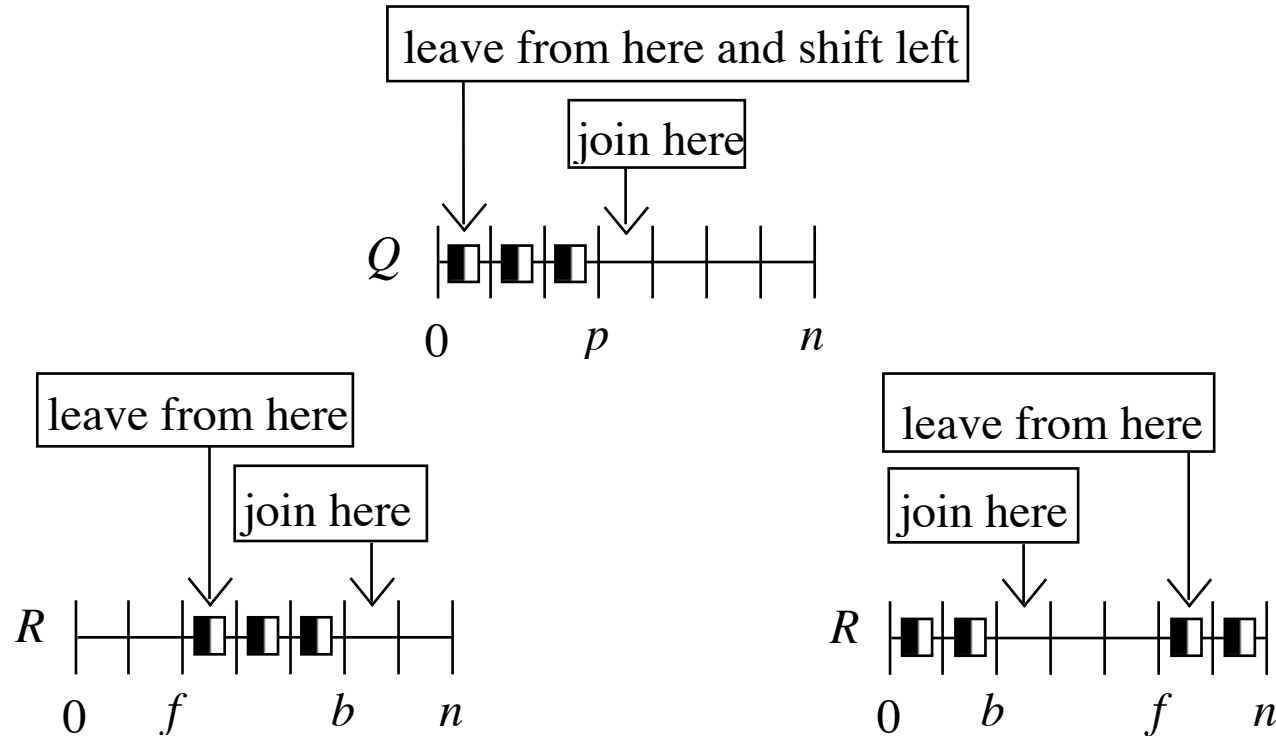 leave from here and shift left
join here
Q
0 p n
leave from here
join here
R
0 f b n
leave from here
join here
R
0 b f n